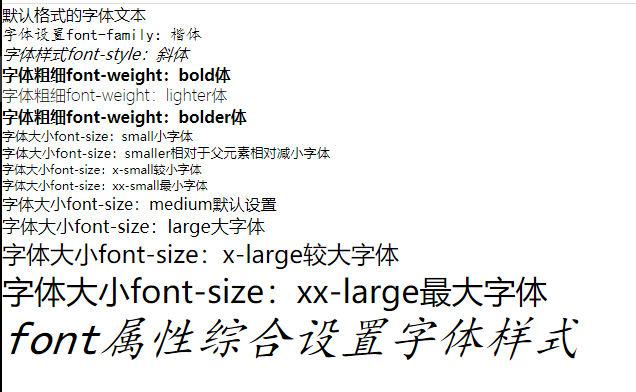 默认格式的字体文本
字体设置font-family：楷体
字体样式font-style：斜体
字体粗细font-weight：bold体
字体粗细font-weight：lighter体
字体粗细font-weight：bolder体
字体大小font-size：small小字体
字体大小font-size：smaller相对于父元素相对减小字体
字体大小font-size：x-small较小字体
字体大小font-size：xx-small最小字体
字体大小font-size：medium默认设置
字体大小font-size：large大字体
字体大小font-size：x-large较大字体
字体大小font-size：xx-large最大字体
font属性综合设置字体样式